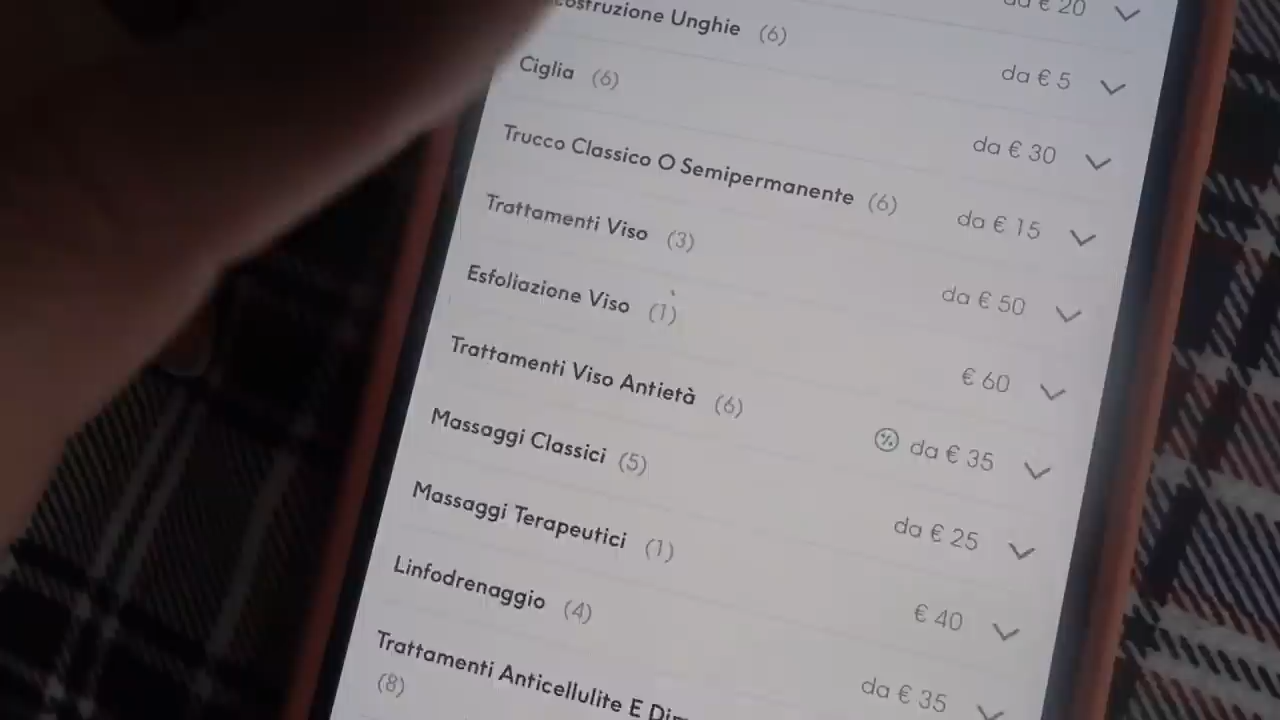 da € 20
costruzione Unghie (6)
da € 5
Ciglia (6)
da € 30
Trucco Classico O Semipermanente (6)
da € 15
Trattamenti Viso (3)
da € 50
Esfoliazione Viso (1)
€ 60
Trattamenti Viso Antietà (6)
da € 35
Massaggi Classici (5)
da € 25
Massaggi Terapeutici (1)
€ 40
Linfodrenaggio (4)
da € 35
Trattamenti Anticellulite E
(8)